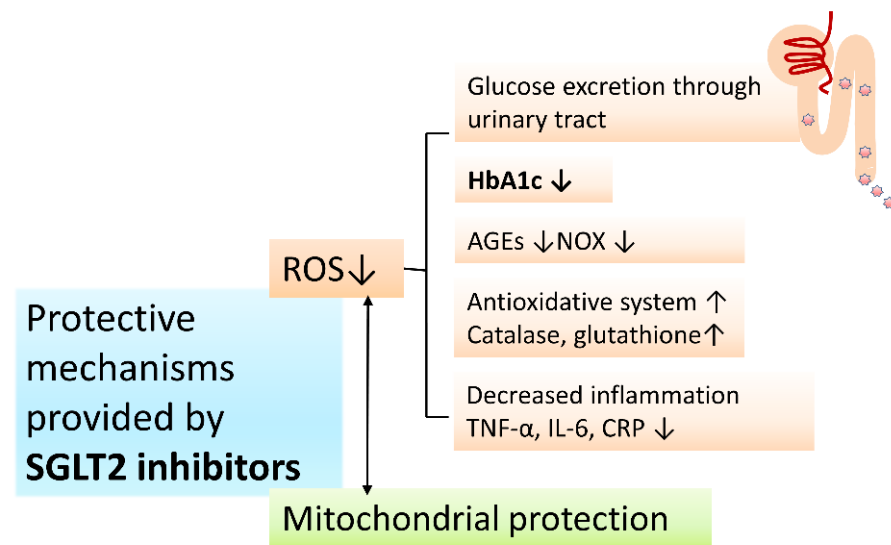 Protective
mechanisms
provided by
SGLT2 inhibitors
ROS↓
Glucose excretion through
urinary tract
HbA1c ↓
AGEs ↓NOX ↓
Antioxidative system ↑
Catalase, glutathione↑
Decreased inflammation
TNF-α, IL-6, CRP ↓
Mitochondrial protection